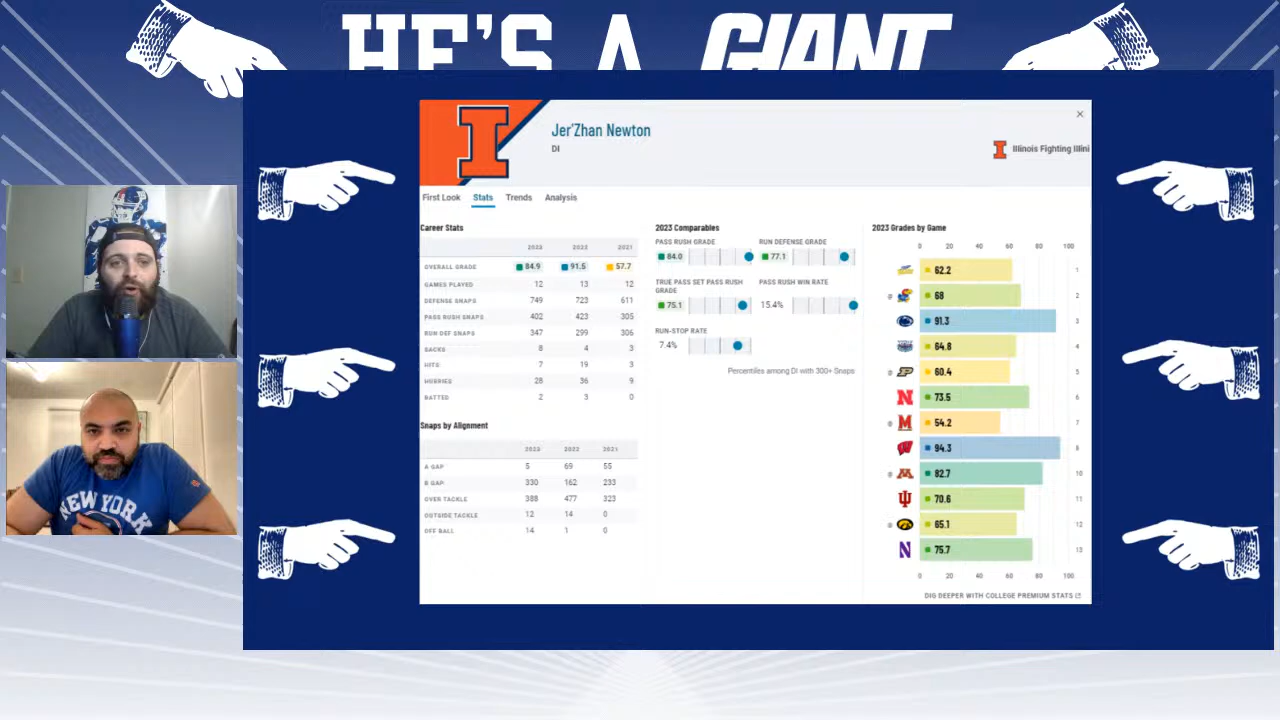 HE'S A GIANT
Jer'Zhan Newton
DI
Illinois Fighting Illini
First Look Stats Trends Analysis
Career Stats
2023 2022 2021
OVERALL GRADE 84.9 91.5 57.7
GAMES PLAYED 12 13 12
DEFENSE SNAPS 749 723 611
PASS RUSH SNAPS 402 423 305
RUN DEF SNAPS 347 299 306
SACKS 8 4 3
HITS 7 19 3
HURRIES 28 36 9
BATTED 2 3 0
Snaps by Alignment
2023 2022 2021
A GAP 5 69 55
B GAP 330 162 233
OVER TACKLE 388 477 323
OUTSIDE TACKLE 12 14 0
OFF BALL 14 1 0
2023 Comparables
PASS RUSH GRADE RUN DEFENSE GRADE
84.0 77.1
TRUE PASS SET PASS RUSH GRADE PASS RUSH WIN RATE
75.1 15.4%
RUN-STOP RATE
7.4%
Percentiles among DI with 300+ Snaps
2023 Grades by Game
0 20 40 60 80 100
62.2 1
@ 68 2
91.3 3
64.8 4
@ 60.4 5
N 73.5 6
@ M 54.2 7
W 94.3 8
@ M 82.7 10
70.6 11
@ 65.1 12
N 75.7 13
0 20 40 60 80 100
DIG DEEPER WITH COLLEGE PREMIUM STATS
NEW YORK